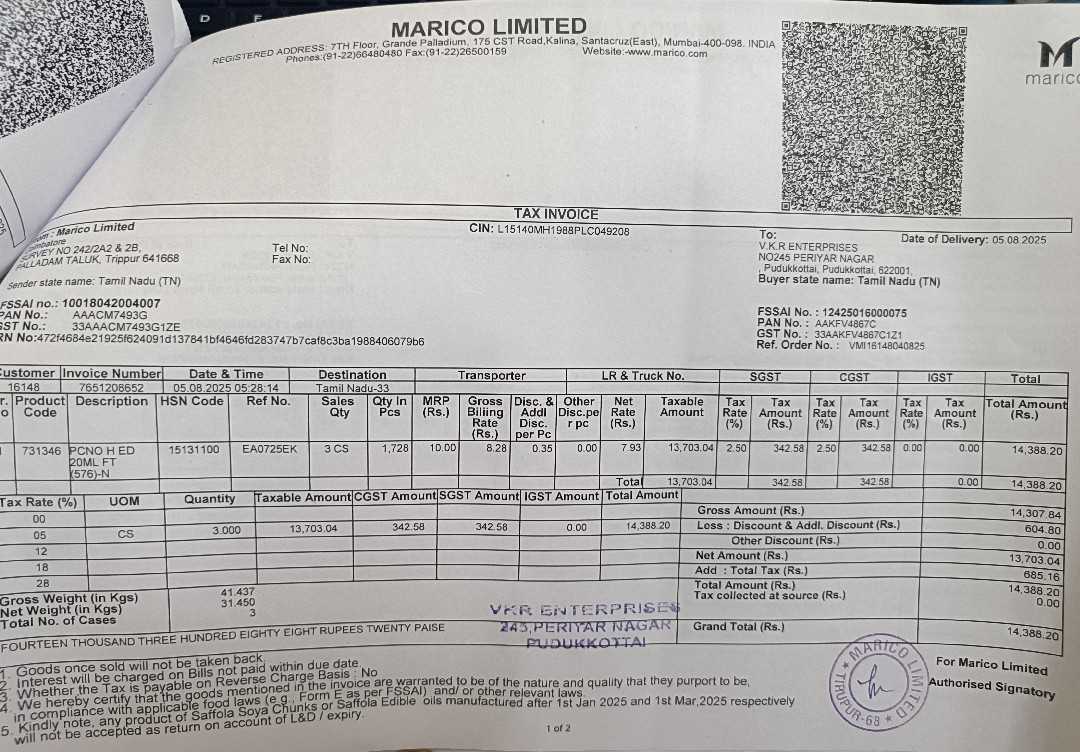 MARICO LIMITED
REGISTERED ADDRESS: 7TH Floor, Grande Palladium, 175 CST Road,Kalina, Santacruz(East), Mumbai-400-098. INDIA
Phones:(91-22)66480480 Fax:(91-22)26500159 Website:-www.marico.com
marico
TAX INVOICE
From : Marico Limited
CIN: L15140MH1988PLC049208
To:
Date of Delivery: 05.08.2025
Coimbatore
SURVEY NO 242/2A2 & 2B,
PALLADAM TALUK, Trippur 641668
Tel No:
Fax No:
V.K.R ENTERPRISES
NO245 PERIYAR NAGAR
, Pudukkottai, Pudukkottai, 622001,
Sender state name: Tamil Nadu (TN)
Buyer state name: Tamil Nadu (TN)
FSSAI no.: 10018042004007
PAN No.: AAACM7493G
GST No.: 33AAACM7493G1ZE
RN No:472f4684e21925f624091d137841bf4646fd283747b7caf8c3ba1988406079b6
FSSAI No. : 12425016000075
PAN No. : AAKFV4867C
GST No. : 33AAKFV4867C1Z1
Ref. Order No. : VMI16148040825
Customer Invoice Number Date & Time Destination Transporter LR & Truck No. SGST CGST IGST Total
16148 7651208652 05.08.2025 05:28:14 Tamil Nadu-33
Product Code Description HSN Code Ref No. Sales Qty Qty In Pcs MRP (Rs.) Gross Billing Rate (Rs.) Disc. & Addl Disc. per Pc Other Disc.pe r pc Net Rate (Rs.) Taxable Amount Tax Rate (%) Tax Amount (Rs.) Tax Rate (%) Tax Amount (Rs.) Tax Rate (%) Tax Amount (Rs.) Total Amount (Rs.)
731346 PCNO H ED 15131100 EA0725EK 3 CS 1,728 10.00 8.28 0.35 0.00 7.93 13,703.04 2.50 342.58 2.50 342.58 0.00 0.00 14,388.20
20ML FT
(576)-N
Total 13,703.04 342.58 342.58 0.00 14,388.20
Tax Rate (%) UOM Quantity Taxable Amount CGST Amount SGST Amount IGST Amount Total Amount
00
05 CS 3.000 13,703.04 342.58 342.58 0.00 14,388.20
12
18
28
Gross Amount (Rs.) 14,307.84
Less : Discount & Addl. Discount (Rs.) 604.80
Other Discount (Rs.) 0.00
Net Amount (Rs.) 13,703.04
Add : Total Tax (Rs.) 685.16
Total Amount (Rs.) 14,388.20
Tax collected at source (Rs.) 0.00
Grand Total (Rs.) 14,388.20
Gross Weight (in Kgs) 41.437
Net Weight (in Kgs) 31.450
Total No. of Cases 3
VKR ENTERPRISES
245, PERIYAR NAGAR
PUDUKKOTTAI
FOURTEEN THOUSAND THREE HUNDRED EIGHTY EIGHT RUPEES TWENTY PAISE
1. Goods once sold will not be taken back
2. Interest will be charged on Bills not paid within due date.
3. Whether the Tax is payable on Reverse Charge Basis : No
4. We hereby certify that the goods mentioned in the invoice are warranted to be of the nature and quality that they purport to be,
in compliance with applicable food laws (e.g., Form E as per FSSAI) and/ or other relevant laws.
5. Kindly note, any product of Saffola Soya Chunks or Saffola Edible oils manufactured after 1st Jan 2025 and 1st Mar,2025 respectively
will not be accepted as return on account of L&D / expiry.
MARICO LIMITED
TIRUPUR-68
For Marico Limited
Authorised Signatory
1 of 2